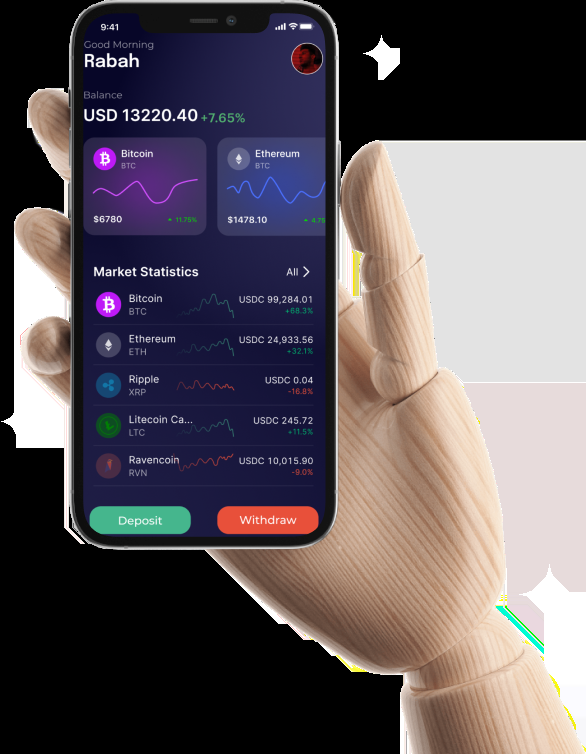 9:41
Good Morning
Rabah
Balance
USD 13220.40 +7.65%
Bitcoin
BTC
$6780
11.75%
Ethereum
BTC
$1478.10
4.75
Market Statistics
All
Bitcoin
BTC
USDC 99,284.01
+68.3%
Ethereum
ETH
USDC 24,933.56
+32.1%
Ripple
XRP
USDC 0.04
-16.8%
Litecoin Ca...
LTC
USDC 245.72
+11.5%
Ravencoin
RVN
USDC 10,015.90
-9.0%
Deposit
Withdraw